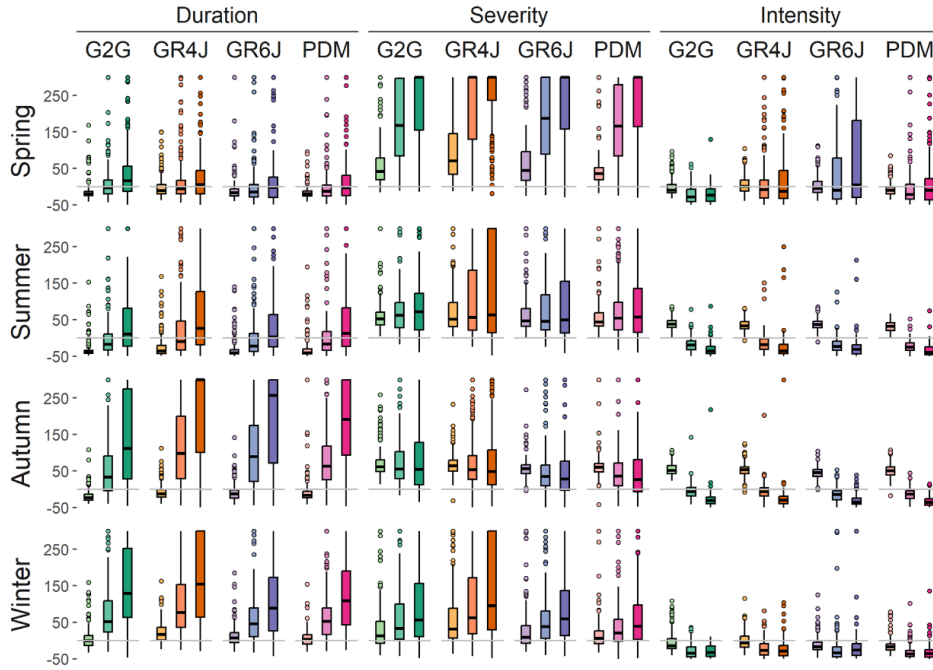 Duration Severity Intensity
G2G GR4J GR6J PDM G2G GR4J GR6J PDM G2G GR4J GR6J PDM
Spring
250
150
50
-50
Summer
250
150
50
-50
Autumn
250
150
50
-50
Winter
250
150
50
-50